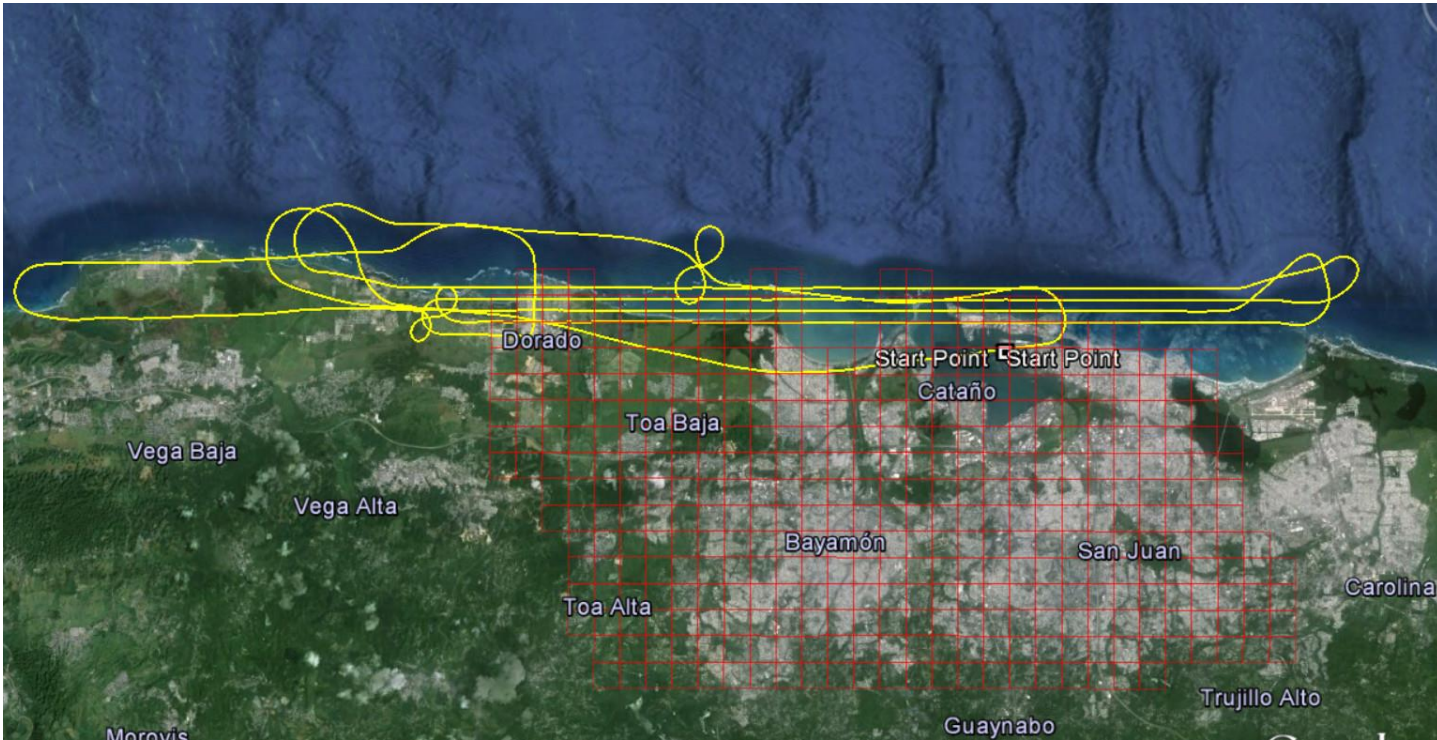 Dorado
Start Point
Start Point
Cataño
Toa Baja
Vega Baja
Vega Alta
Bayamón
San Juan
Carolina
Toa Alta
Trujillo Alto
Guaynabo
Morovis